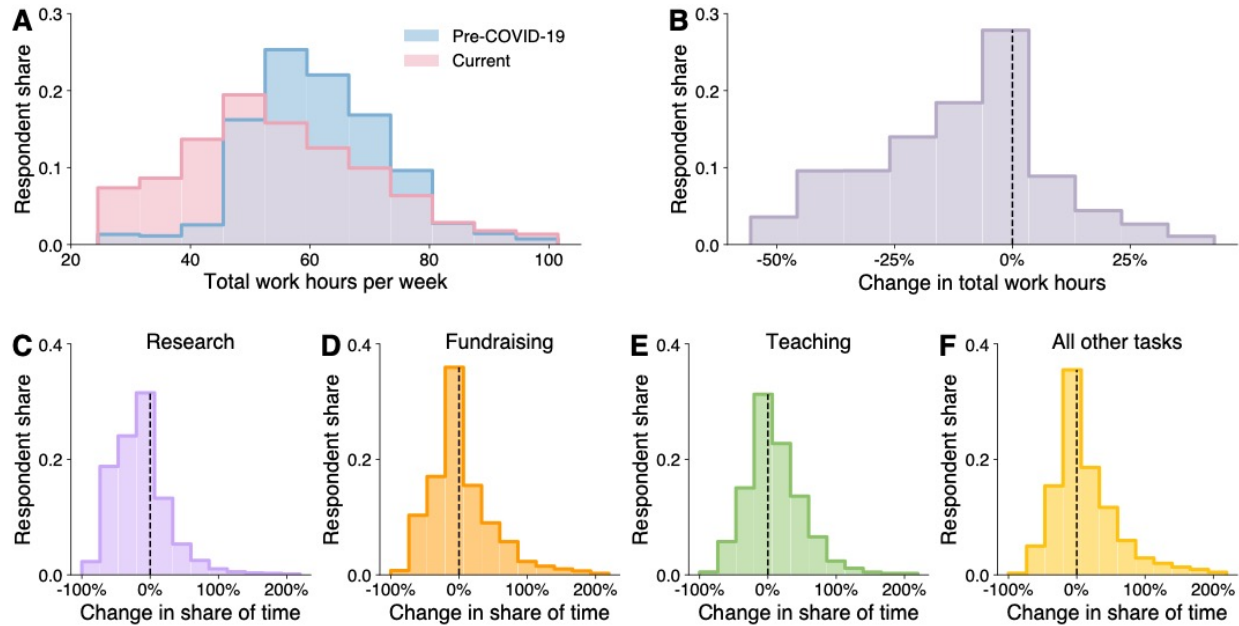 A
0.3
0.2
0.1
0.0
Respondent share
Pre-COVID-19
Current
20 40 60 80 100
Total work hours per week
B
0.3
0.2
0.1
0.0
Respondent share
-50% -25% 0% 25%
Change in total work hours
C
Research
0.4
0.2
0.0
Respondent share
-100% 0% 100% 200%
Change in share of time
D
Fundraising
0.4
0.2
0.0
Respondent share
-100% 0% 100% 200%
Change in share of time
E
Teaching
0.4
0.2
0.0
Respondent share
-100% 0% 100% 200%
Change in share of time
F
All other tasks
0.4
0.2
0.0
Respondent share
-100% 0% 100% 200%
Change in share of time